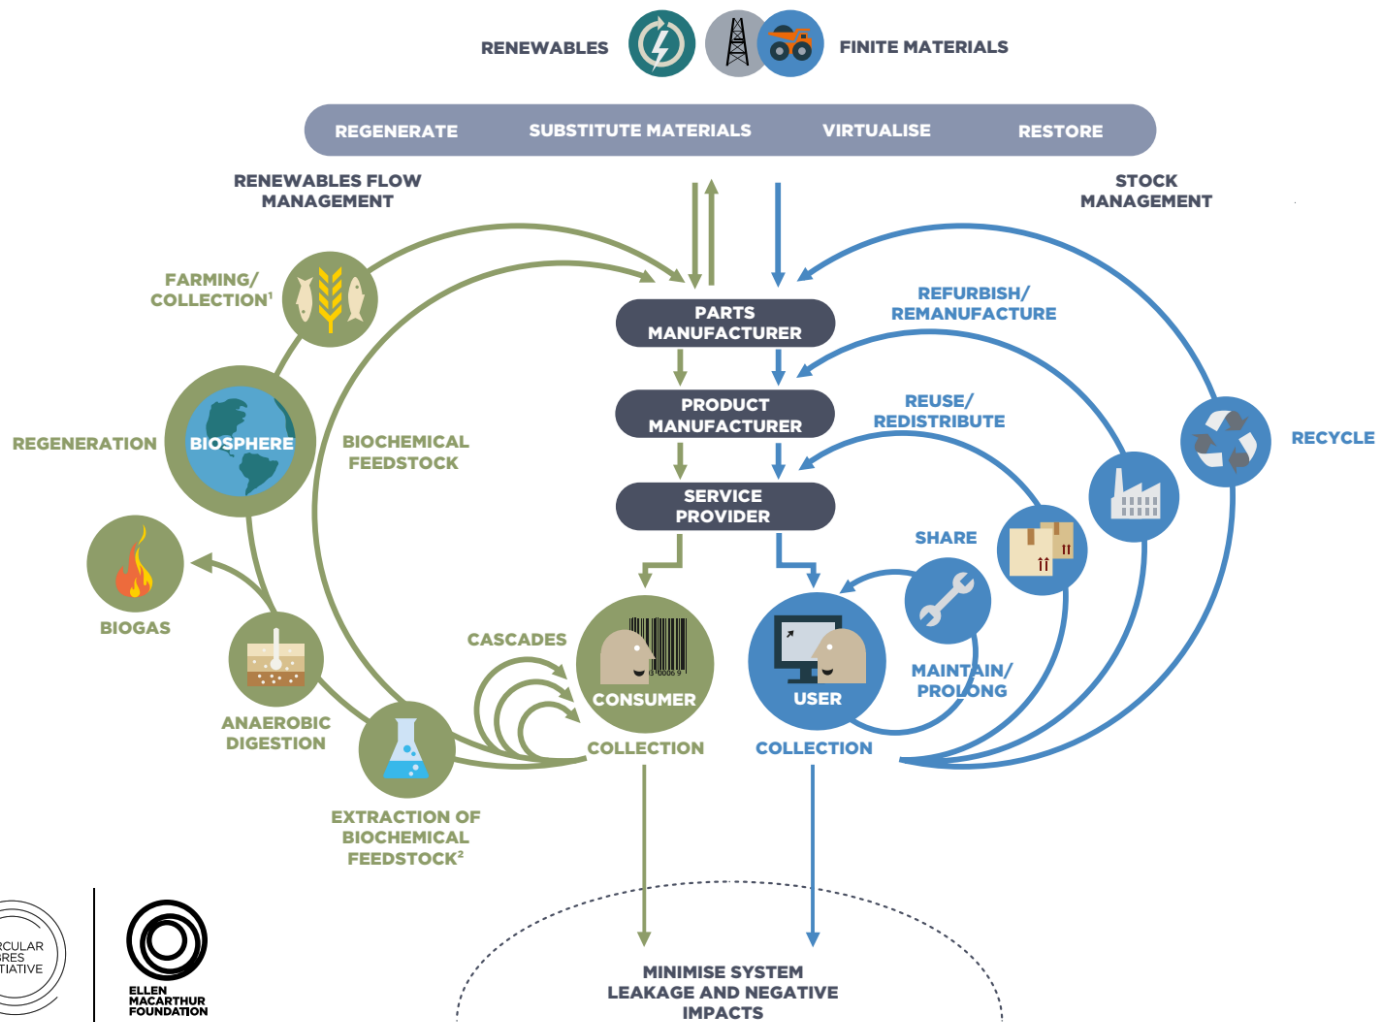 RENEWABLES
FINITE MATERIALS
REGENERATE
SUBSTITUTE MATERIALS
VIRTUALISE
RESTORE
RENEWABLES FLOW
MANAGEMENT
STOCK
MANAGEMENT
FARMING/
COLLECTION¹
PARTS
MANUFACTURER
REFURBISH/
REMANUFACTURE
PRODUCT
MANUFACTURER
REUSE/
REDISTRIBUTE
REGENERATION
BIOSPHERE
BIOCHEMICAL
FEEDSTOCK
RECYCLE
SERVICE
PROVIDER
SHARE
BIOGAS
CASCADES
MAINTAIN/
PROLONG
CONSUMER
USER
ANAEROBIC
DIGESTION
COLLECTION
COLLECTION
EXTRACTION OF
BIOCHEMICAL
FEEDSTOCK²
MINIMISE SYSTEM
LEAKAGE AND NEGATIVE
IMPACTS
ELLEN
MACARTHUR
FOUNDATION